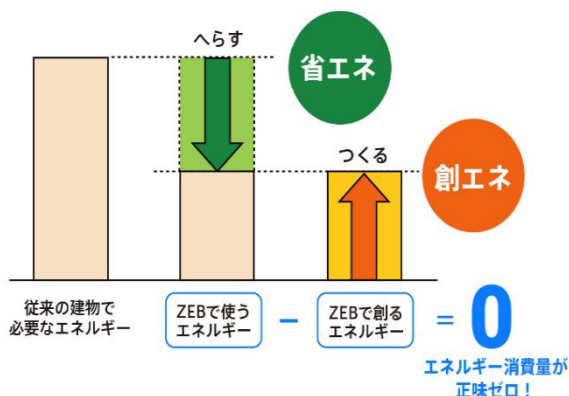 へらす
省エネ
つくる
創エネ
従来の建物で
必要なエネルギー
ZEBで使う
エネルギー
−
ZEBで創る
エネルギー
= 0
エネルギー消費量が
正味ゼロ！